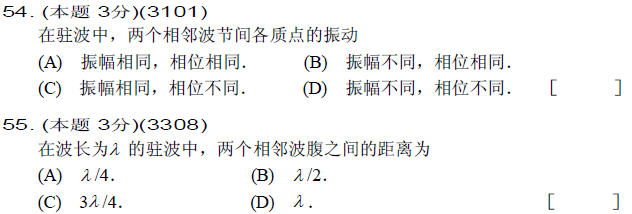 54. (本题 3分)(3101)
在驻波中，两个相邻波节间各质点的振动
(A) 振幅相同，相位相同． (B) 振幅不同，相位相同．
(C) 振幅相同，相位不同． (D) 振幅不同，相位不同． [ ]
55. (本题 3分)(3308)
在波长为λ 的驻波中，两个相邻波腹之间的距离为
(A) λ/4． (B) λ/2．
(C) 3λ/4． (D) λ． [ ]